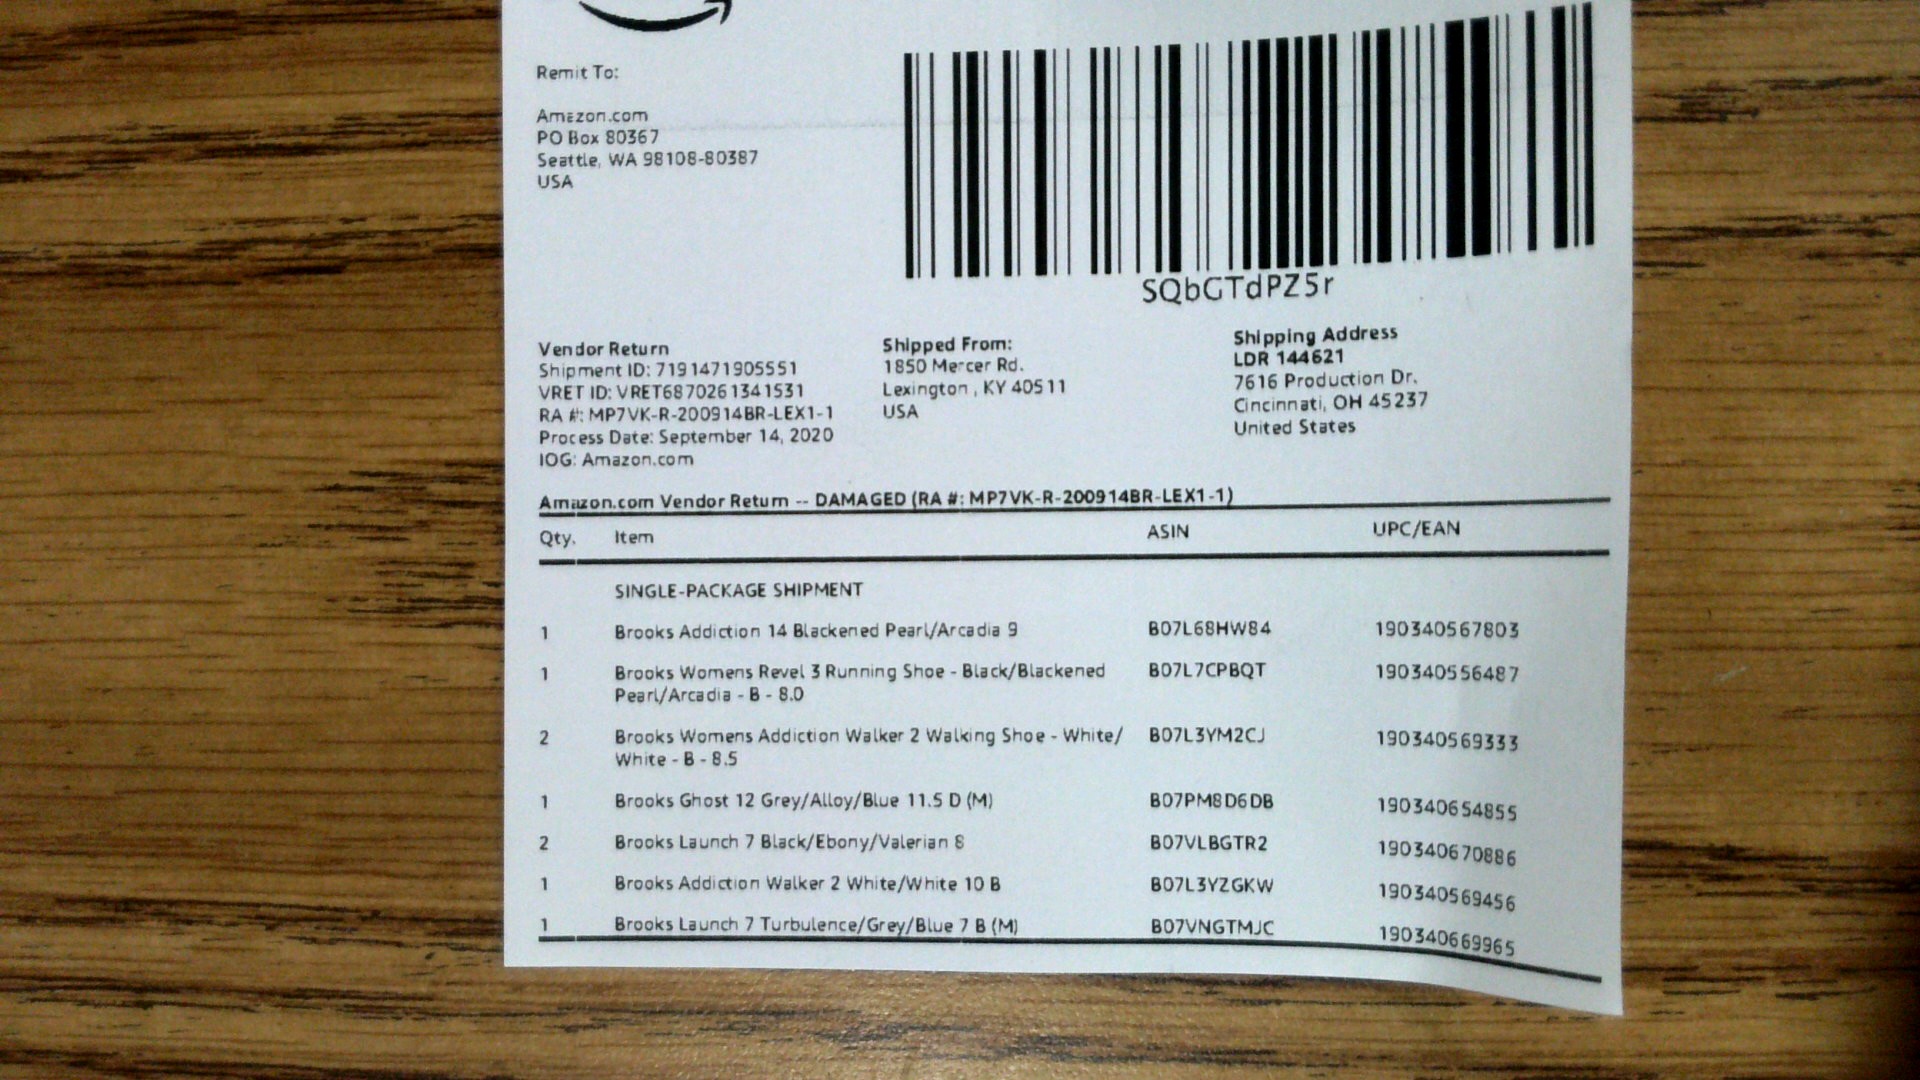 Remit To:
Amazon.com
PO Box 80367
Seattle, WA 98108-80387
USA
SQbGTdPZ5r
Vendor Return
Shipment ID: 7191471905551
VRET ID: VRET6870261341531
RA #: MP7VK-R-200914BR-LEX1-1
Process Date: September 14, 2020
IOG: Amazon.com
Shipped From:
1850 Mercer Rd.
Lexington , KY 40511
USA
Shipping Address
LDR 144621
7616 Production Dr.
Cincinnati, OH 45237
United States
Amazon.com Vendor Return -- DAMAGED (RA #: MP7VK-R-200914BR-LEX1-1)
Qty. Item ASIN UPC/EAN
SINGLE-PACKAGE SHIPMENT
1 Brooks Addiction 14 Blackened Pearl/Arcadia 9 B07L68HW84 190340567803
1 Brooks Womens Revel 3 Running Shoe - Black/Blackened B07L7CPBQT 190340556487
Pearl/Arcadia - B - 8.0
2 Brooks Womens Addiction Walker 2 Walking Shoe - White/ B07L3YM2CJ 190340569333
White - B - 8.5
1 Brooks Ghost 12 Grey/Alloy/Blue 11.5 D (M) B07PM8D6DB 190340654855
2 Brooks Launch 7 Black/Ebony/Valerian 8 B07VLBGTR2 190340670886
1 Brooks Addiction Walker 2 White/White 10 B B07L3YZGKW 190340569456
1 Brooks Launch 7 Turbulence/Grey/Blue 7 B (M) B07VNGTMJC 190340669965